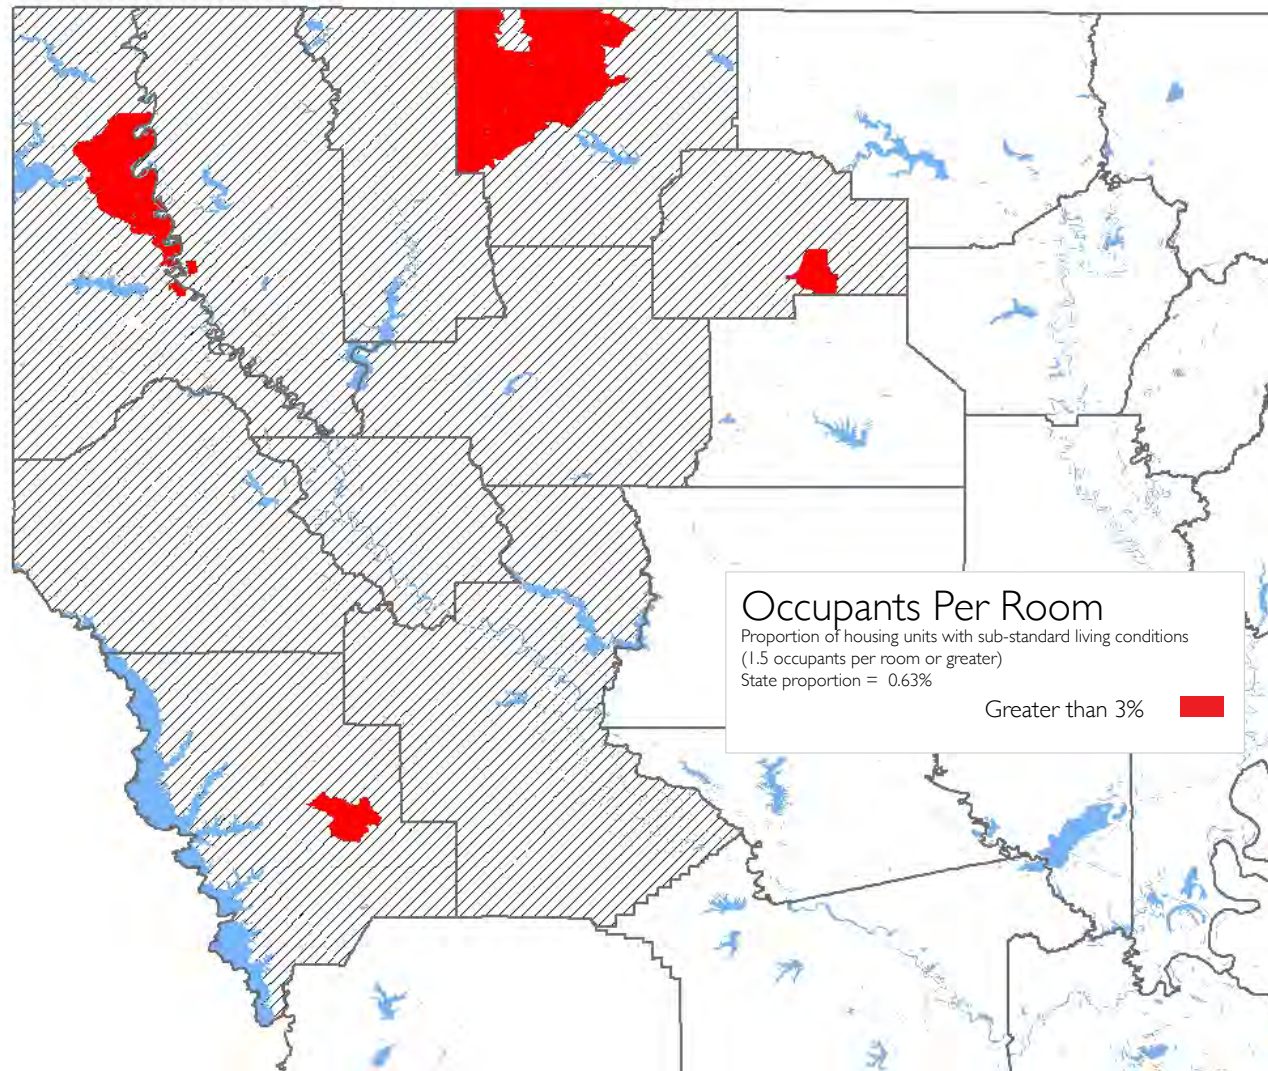 Occupants Per Room
Proportion of housing units with sub-standard living conditions
(1.5 occupants per room or greater)
State proportion = 0.63%
Greater than 3%